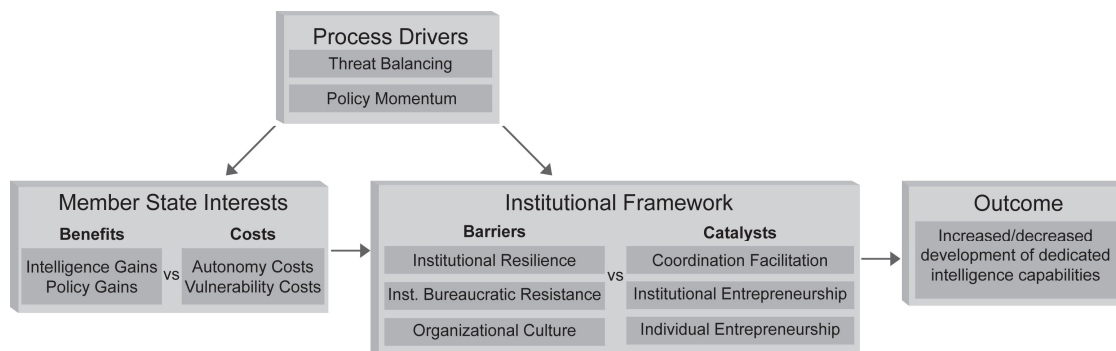 Process Drivers
Threat Balancing
Policy Momentum
Member State Interests
Benefits
Costs
Intelligence Gains
Policy Gains
vs
Autonomy Costs
Vulnerability Costs
Institutional Framework
Barriers
Catalysts
Institutional Resilience
Coordination Facilitation
vs
Inst. Bureaucratic Resistance
Institutional Entrepreneurship
Organizational Culture
Individual Entrepreneurship
Outcome
Increased/decreased
development of dedicated
intelligence capabilities